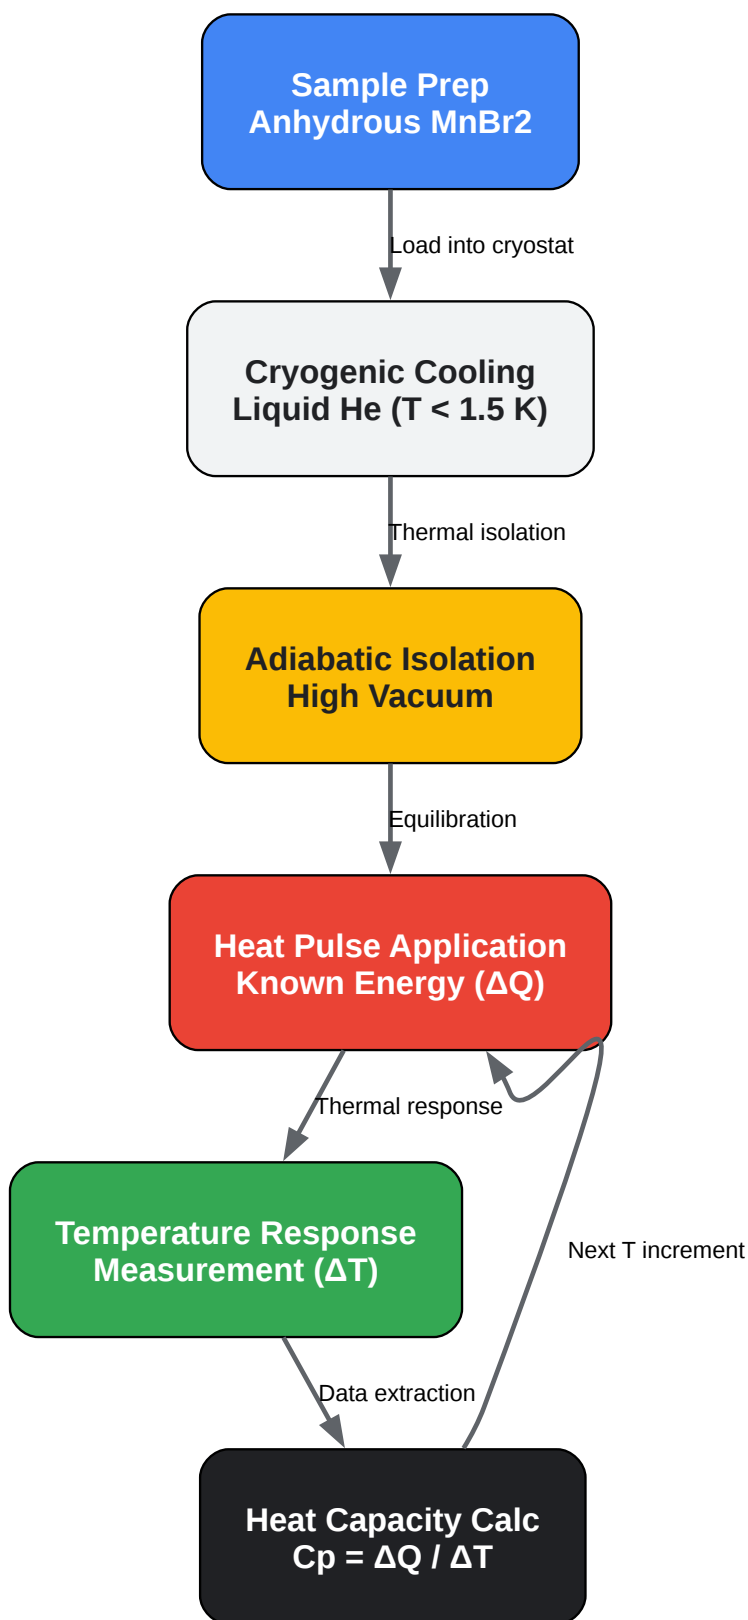 Sample Prep
Anhydrous MnBr2
Load into cryostat
Cryogenic Cooling
Liquid He (T < 1.5 K)
Thermal isolation
Adiabatic Isolation
High Vacuum
Equilibration
Heat Pulse Application
Known Energy (ΔQ)
Thermal response
Temperature Response
Measurement (ΔT)
Next T increment
Data extraction
Heat Capacity Calc
Cp = ΔQ / ΔT